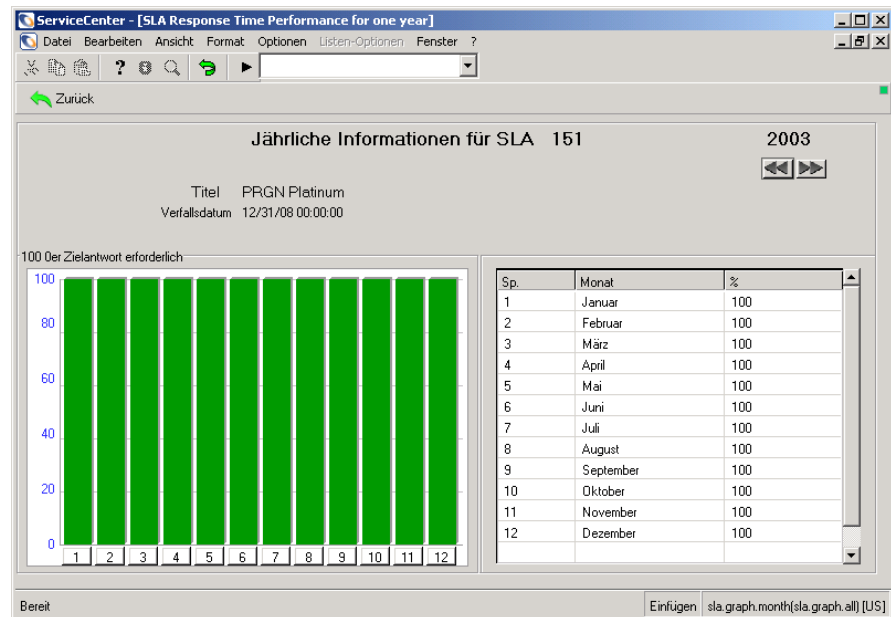 ServiceCenter - [SLA Response Time Performance for one year]
Datei Bearbeiten Ansicht Format Optionen Listen-Optionen Fenster ?
?
Zurück
Jährliche Informationen für SLA 151 2003
Titel PRGN Platinum
Verfallsdatum 12/31/08 00:00:00
100 0er Zielantwort erforderlich
100
80
60
40
20
0
1 2 3 4 5 6 7 8 9 10 11 12
Sp. Monat %
1 Januar 100
2 Februar 100
3 März 100
4 April 100
5 Mai 100
6 Juni 100
7 Juli 100
8 August 100
9 September 100
10 Oktober 100
11 November 100
12 Dezember 100
Bereit Einfügen sla.graph.month(sla.graph.all) [US]